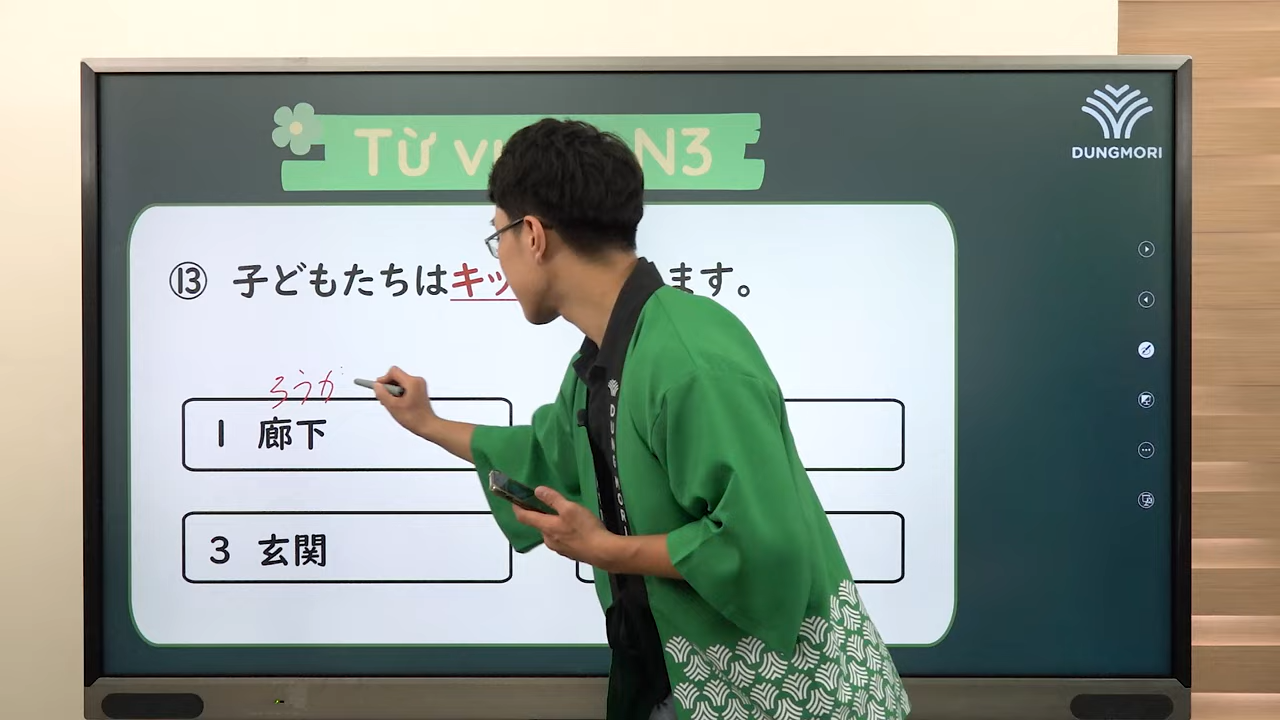 Từ N3
DUNGMORI
⑬ 子どもたちはキッ ます。
ろうか
1 廊下
3 玄関